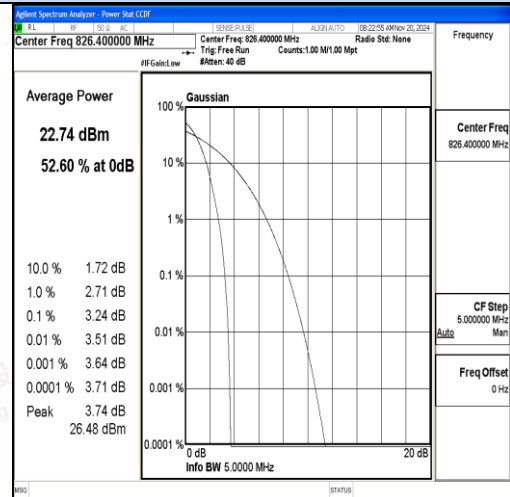 Agilent Spectrum Analyzer - Power Stat CCDF
RL RF 50 Ω AC SENSE:PULSE ALIGN AUTO 08:22:55 AM Nov 20, 2024
Center Freq 826.400000 MHz
Center Freq: 826.400000 MHz Radio Std: None
Trig: Free Run Counts:1.00 M/1.00 Mpt
#IFGain:Low #Atten: 40 dB
Frequency
Average Power
22.74 dBm
52.60 % at 0dB
10.0 % 1.72 dB
1.0 % 2.71 dB
0.1 % 3.24 dB
0.01 % 3.51 dB
0.001 % 3.64 dB
0.0001 % 3.71 dB
Peak 3.74 dB
26.48 dBm
Gaussian
100 %
10 %
1 %
0.1 %
0.01 %
0.001 %
0.0001 %
0 dB 20 dB
Info BW 5.0000 MHz
Center Freq
826.400000 MHz
CF Step
5.000000 MHz
Auto Man
Freq Offset
0 Hz
MSG STATUS